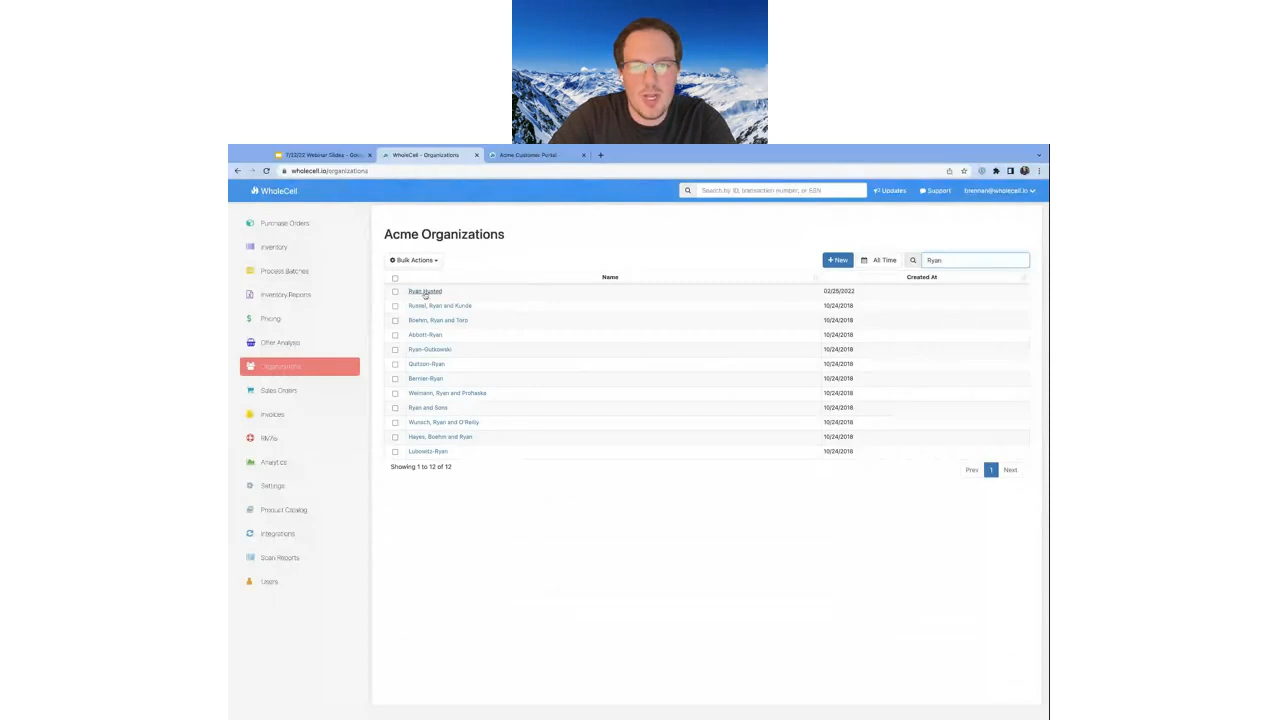 7/22/22 Webinar Slides - Goo
WholeCell - Organizations
Acme Customer Portal
wholecell.io/organizations
WholeCell
Search by ID, transaction number, or ESN
Updates
Support
brennan@wholecell.io
Purchase Orders
Inventory
Process Batches
Inventory Reports
Pricing
Offer Analysis
Organizations
Sales Orders
Invoices
RMAs
Analytics
Settings
Product Catalog
Integrations
Scan Reports
Users
Acme Organizations
Bulk Actions
+ New
All Time
Ryan
Name Created At
Ryan Husted 02/25/2022
Russel, Ryan and Kunde 10/24/2018
Boehm, Ryan and Toro 10/24/2018
Abbott-Ryan 10/24/2018
Ryan-Gutkowski 10/24/2018
Quitzon-Ryan 10/24/2018
Bernier-Ryan 10/24/2018
Weimann, Ryan and Prohaska 10/24/2018
Ryan and Sons 10/24/2018
Wunsch, Ryan and O'Reilly 10/24/2018
Hayes, Boehm and Ryan 10/24/2018
Lubowitz-Ryan 10/24/2018
Showing 1 to 12 of 12
Prev 1 Next